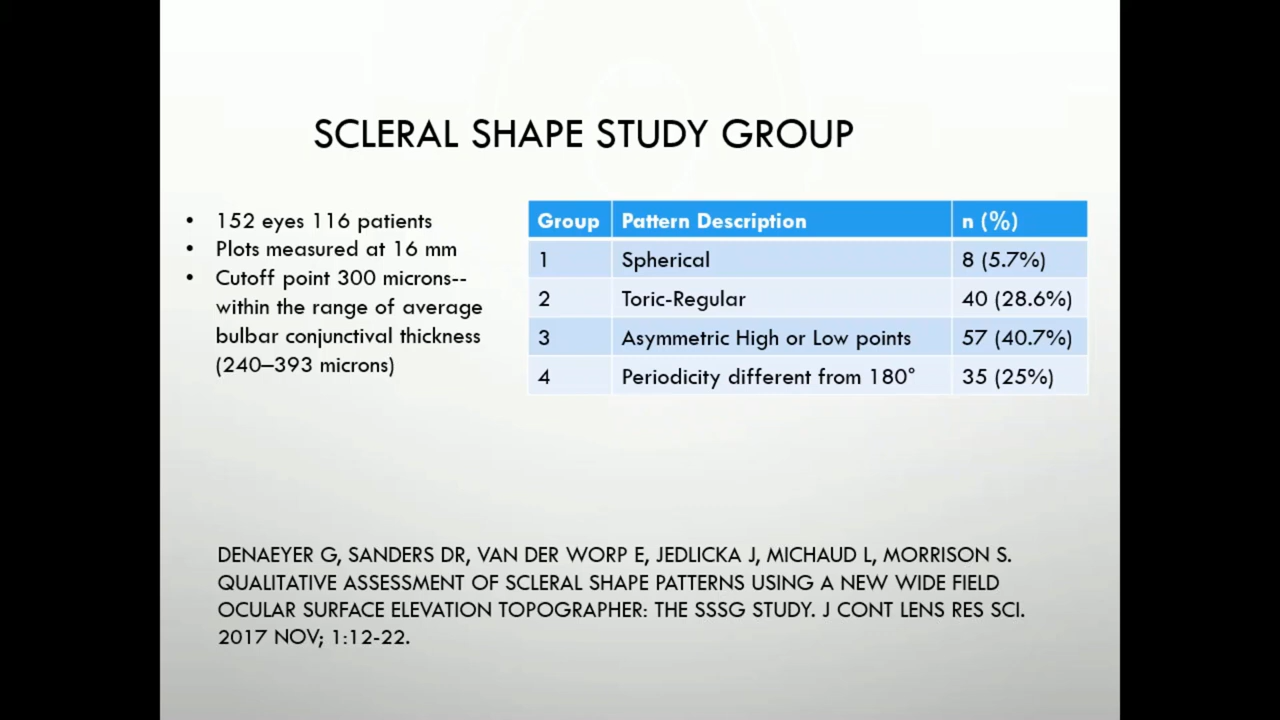 SCLERAL SHAPE STUDY GROUP
• 152 eyes 116 patients
• Plots measured at 16 mm
• Cutoff point 300 microns--
within the range of average
bulbar conjunctival thickness
(240–393 microns)
Group Pattern Description n (%)
1 Spherical 8 (5.7%)
2 Toric-Regular 40 (28.6%)
3 Asymmetric High or Low points 57 (40.7%)
4 Periodicity different from 180° 35 (25%)
DENAEYER G, SANDERS DR, VAN DER WORP E, JEDLICKA J, MICHAUD L, MORRISON S.
QUALITATIVE ASSESSMENT OF SCLERAL SHAPE PATTERNS USING A NEW WIDE FIELD
OCULAR SURFACE ELEVATION TOPOGRAPHER: THE SSSG STUDY. J CONT LENS RES SCI.
2017 NOV; 1:12-22.